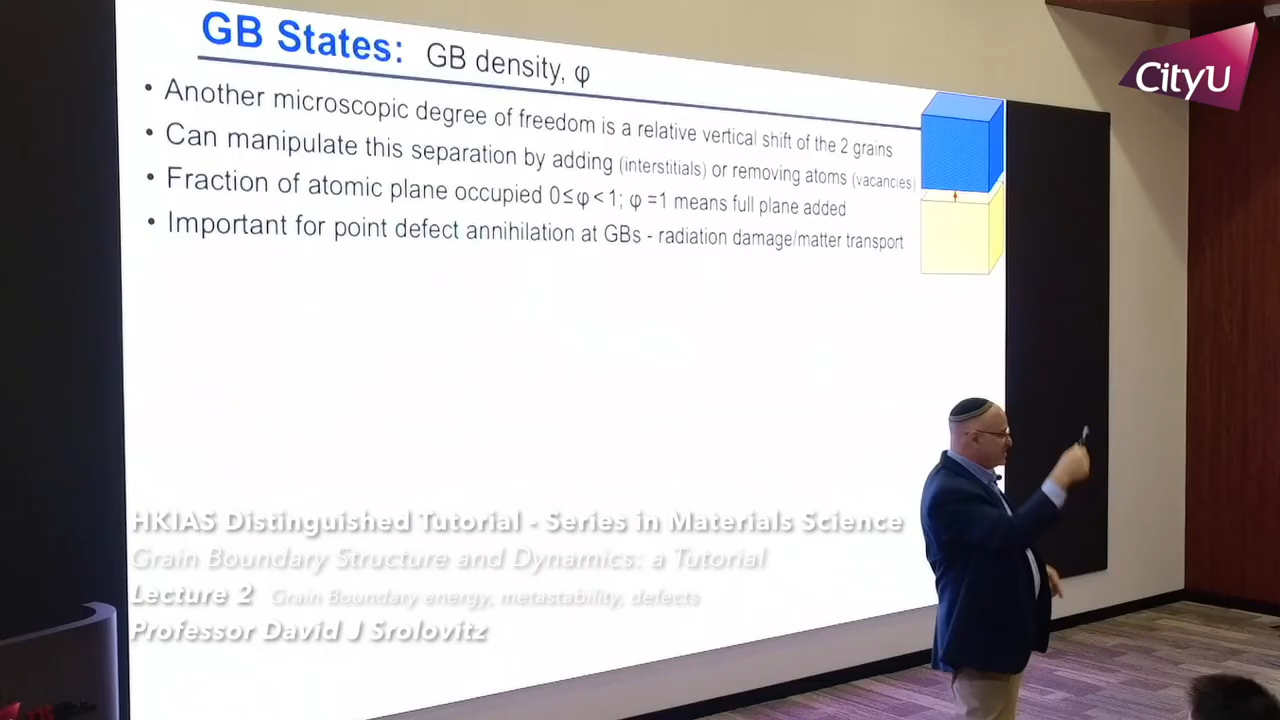 GB States: GB density, φ
• Another microscopic degree of freedom is a relative vertical shift of the 2 grains
• Can manipulate this separation by adding (interstitials) or removing atoms (vacancies)
• Fraction of atomic plane occupied 0≤φ<1; φ =1 means full plane added
• Important for point defect annihilation at GBs - radiation damage/matter transport
CityU
HKIAS Distinguished Tutorial - Series in Materials Science
Grain Boundary Structure and Dynamics: a Tutorial
Lecture 2 Grain Boundary energy, metastability, defects
Professor David J Srolovitz